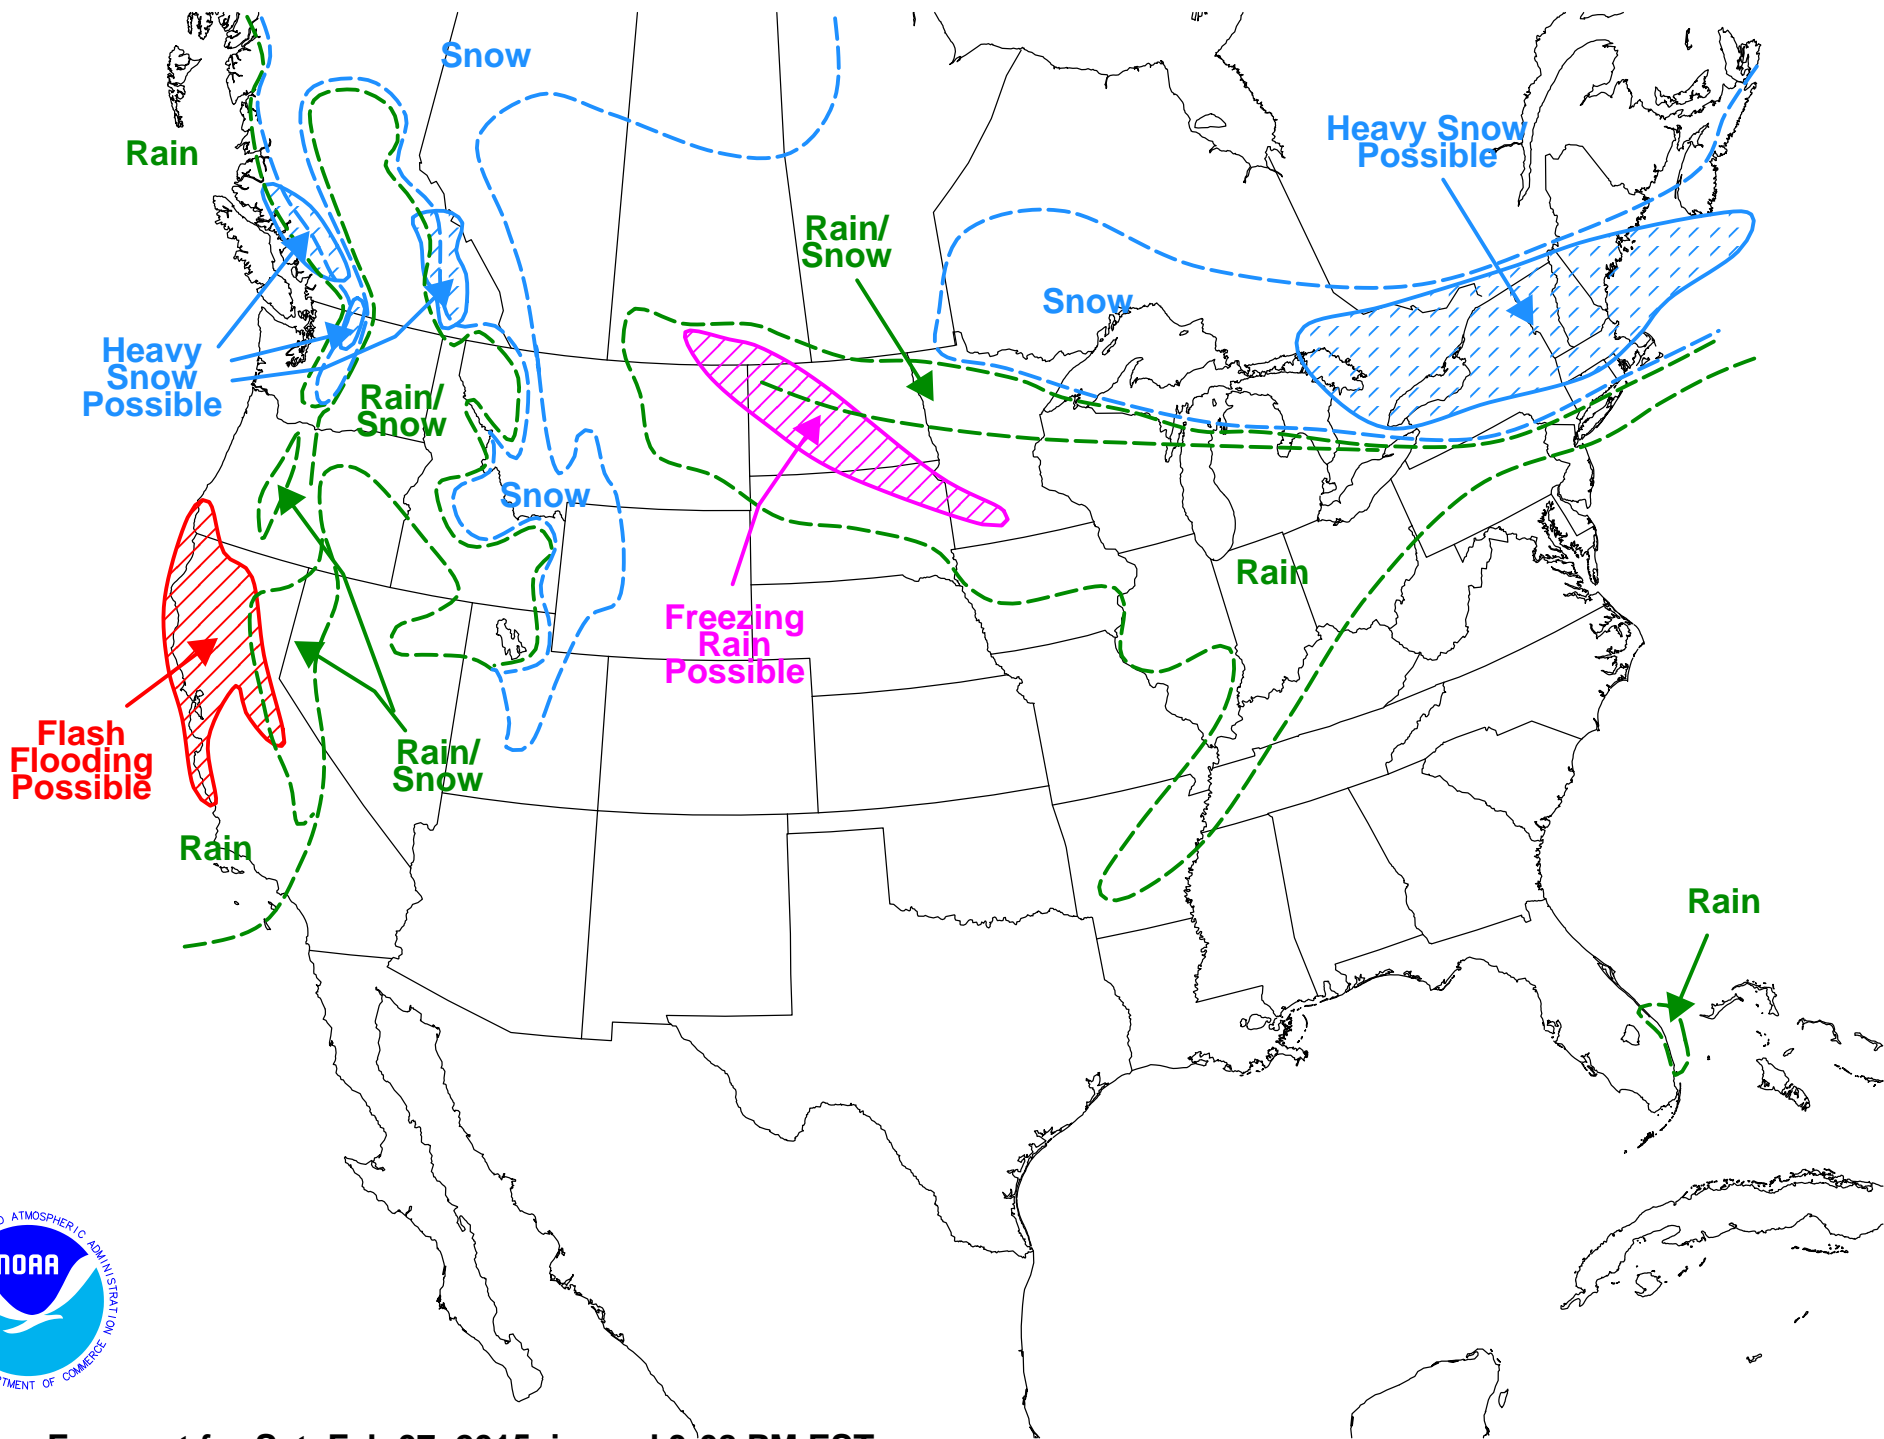 Snow
Rain
Heavy Snow
Possible
Rain/
Snow
Snow
Heavy
Snow
Possible
Rain/
Snow
Snow
Rain
Freezing
Rain
Possible
Flash
Flooding
Possible
Rain/
Snow
Rain
Rain
ATMOSPHERIC ADMINISTRATION
NOAA
OF COMMERCE